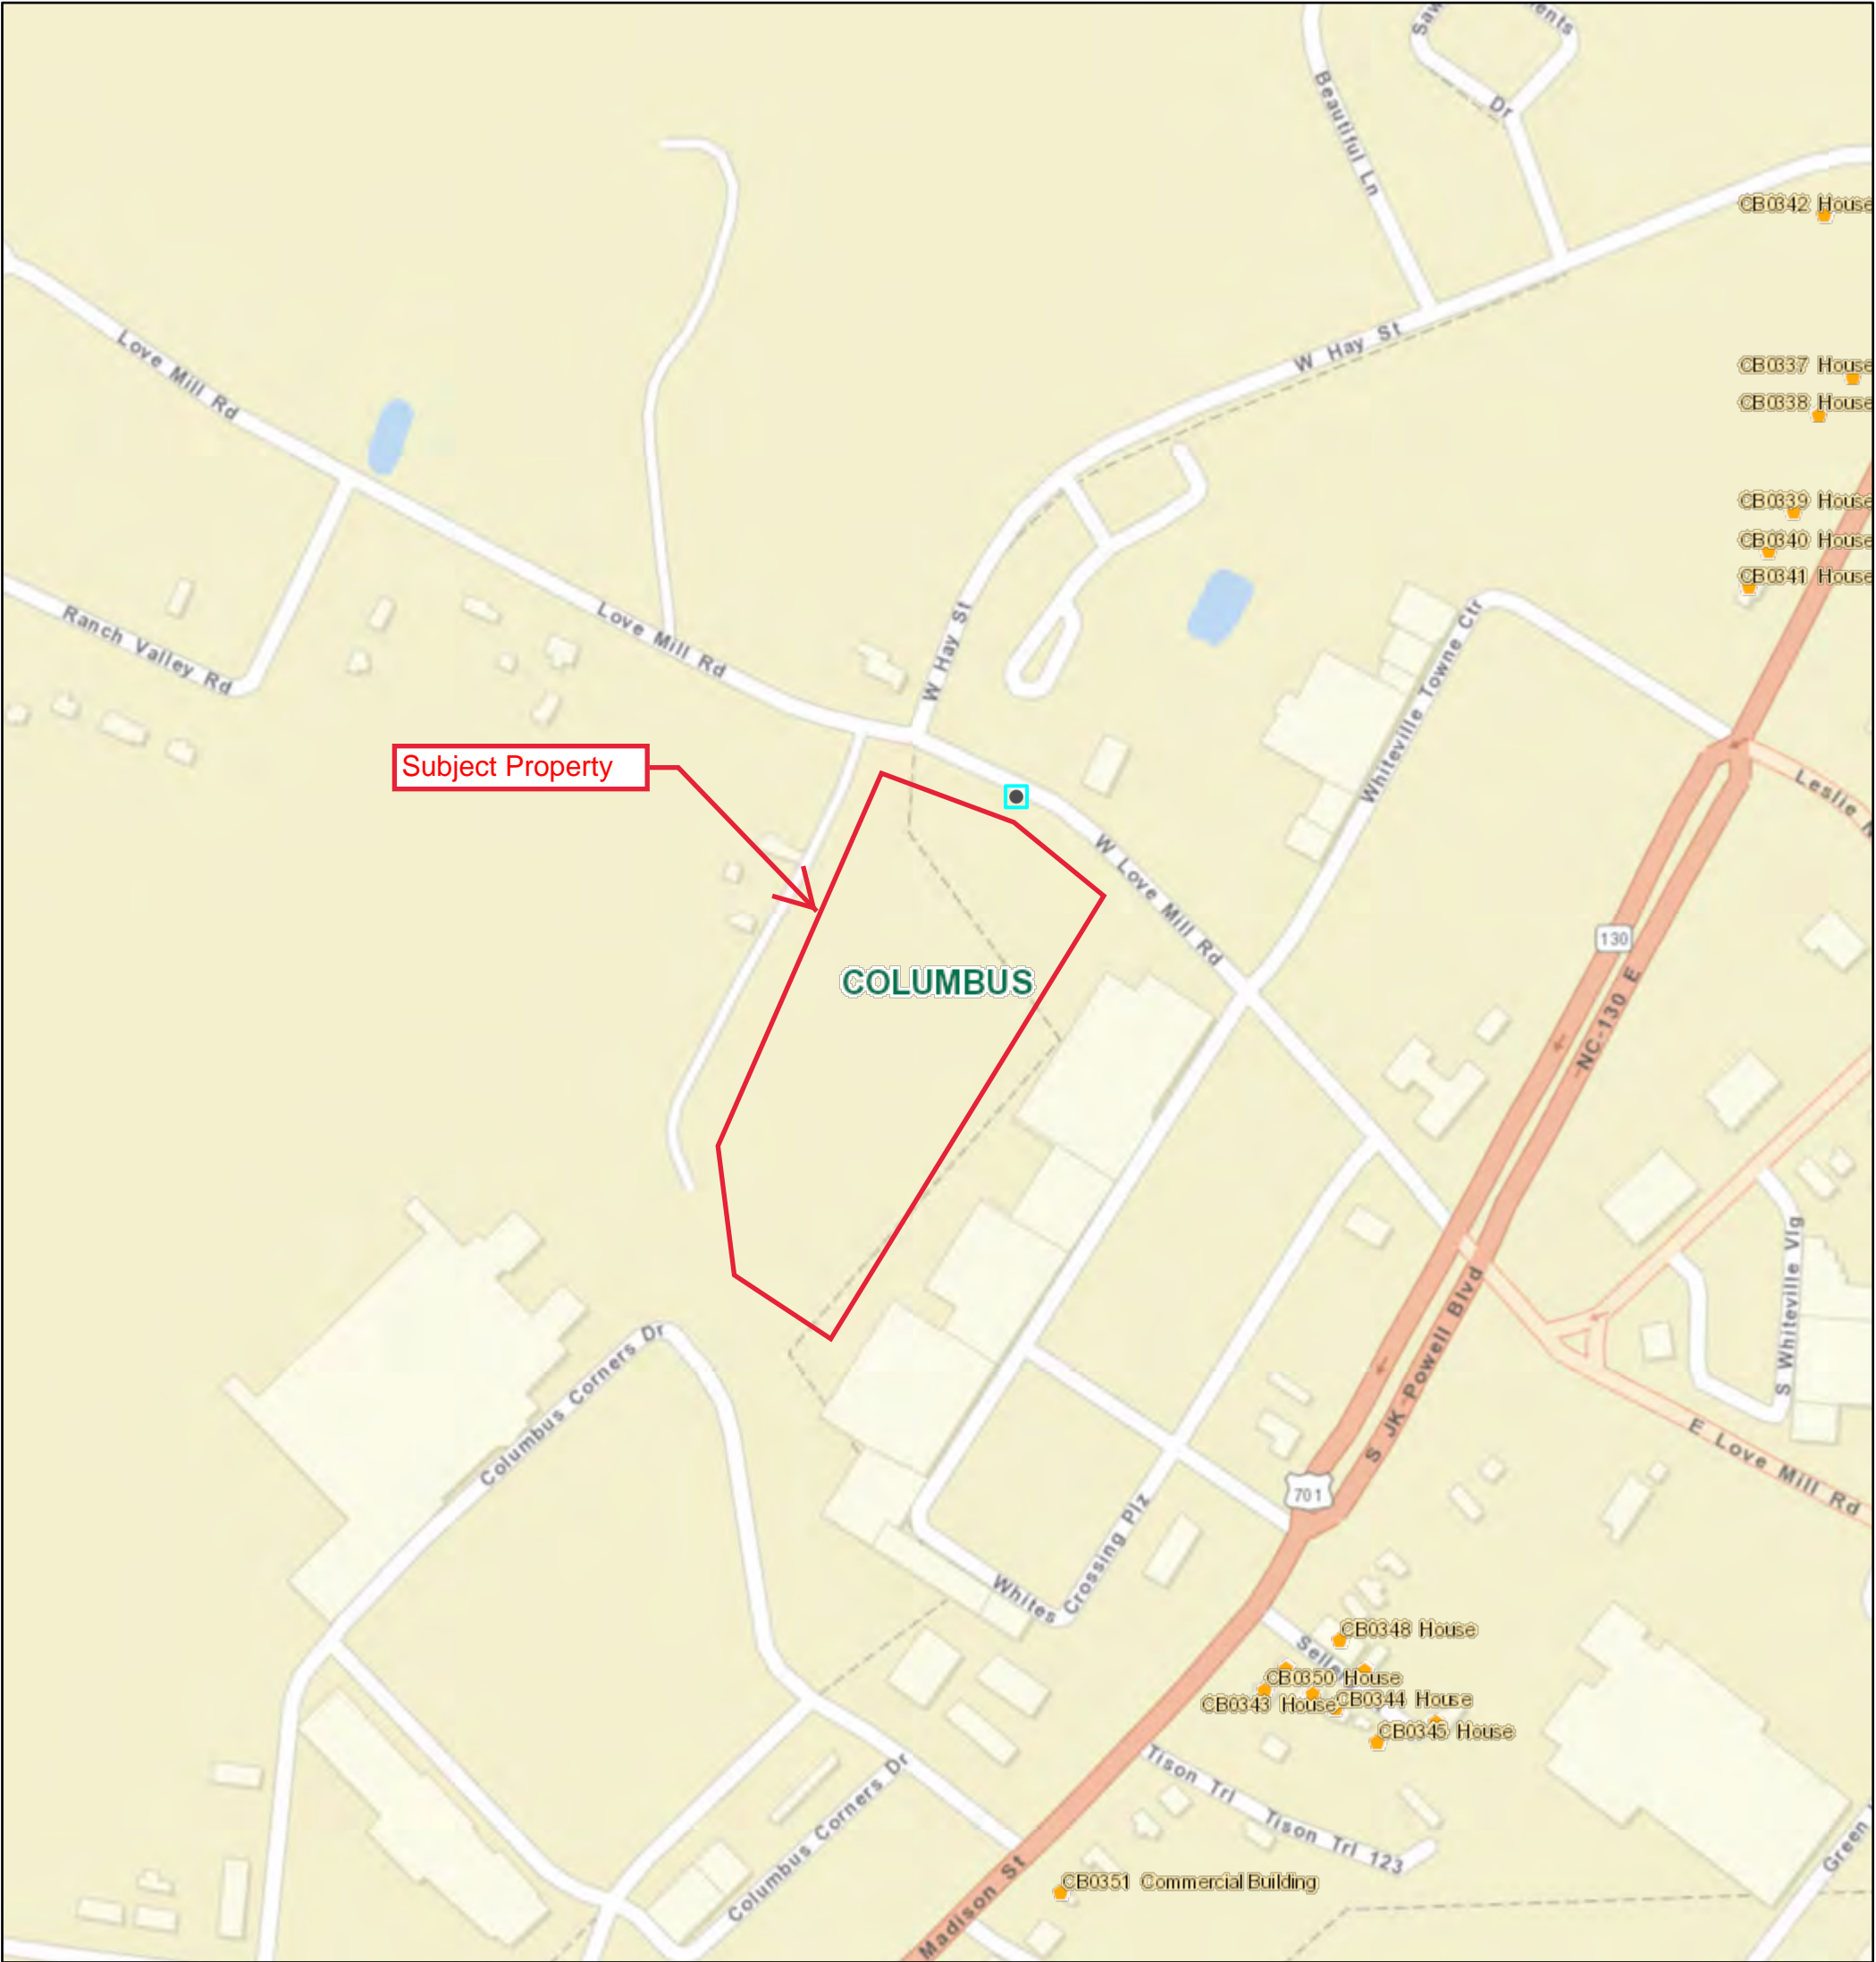 Dr
Beautiful Ln
CB0342 House
Love Mill Rd
W Hay St
CB0337 House
CB0338 House
CB0339 House
CB0340 House
CB0341 House
Ranch Valley Rd
Love Mill Rd
W Hay St
Whiteville Towne Ctr
Subject Property
Leslie
W Love Mill Rd
130
COLUMBUS
NC-130 E
S Whiteville Vlg
S JK Powell Blvd
Columbus Corners Dr
E Love Mill Rd
701
Whites Crossing Plz
CB0348 House
CB0350 House
CB0343 House
CB0344 House
CB0345 House
Tison Trl
Tison Trl 123
Columbus Corners Dr
Green
CB0351 Commercial Building
Madison St